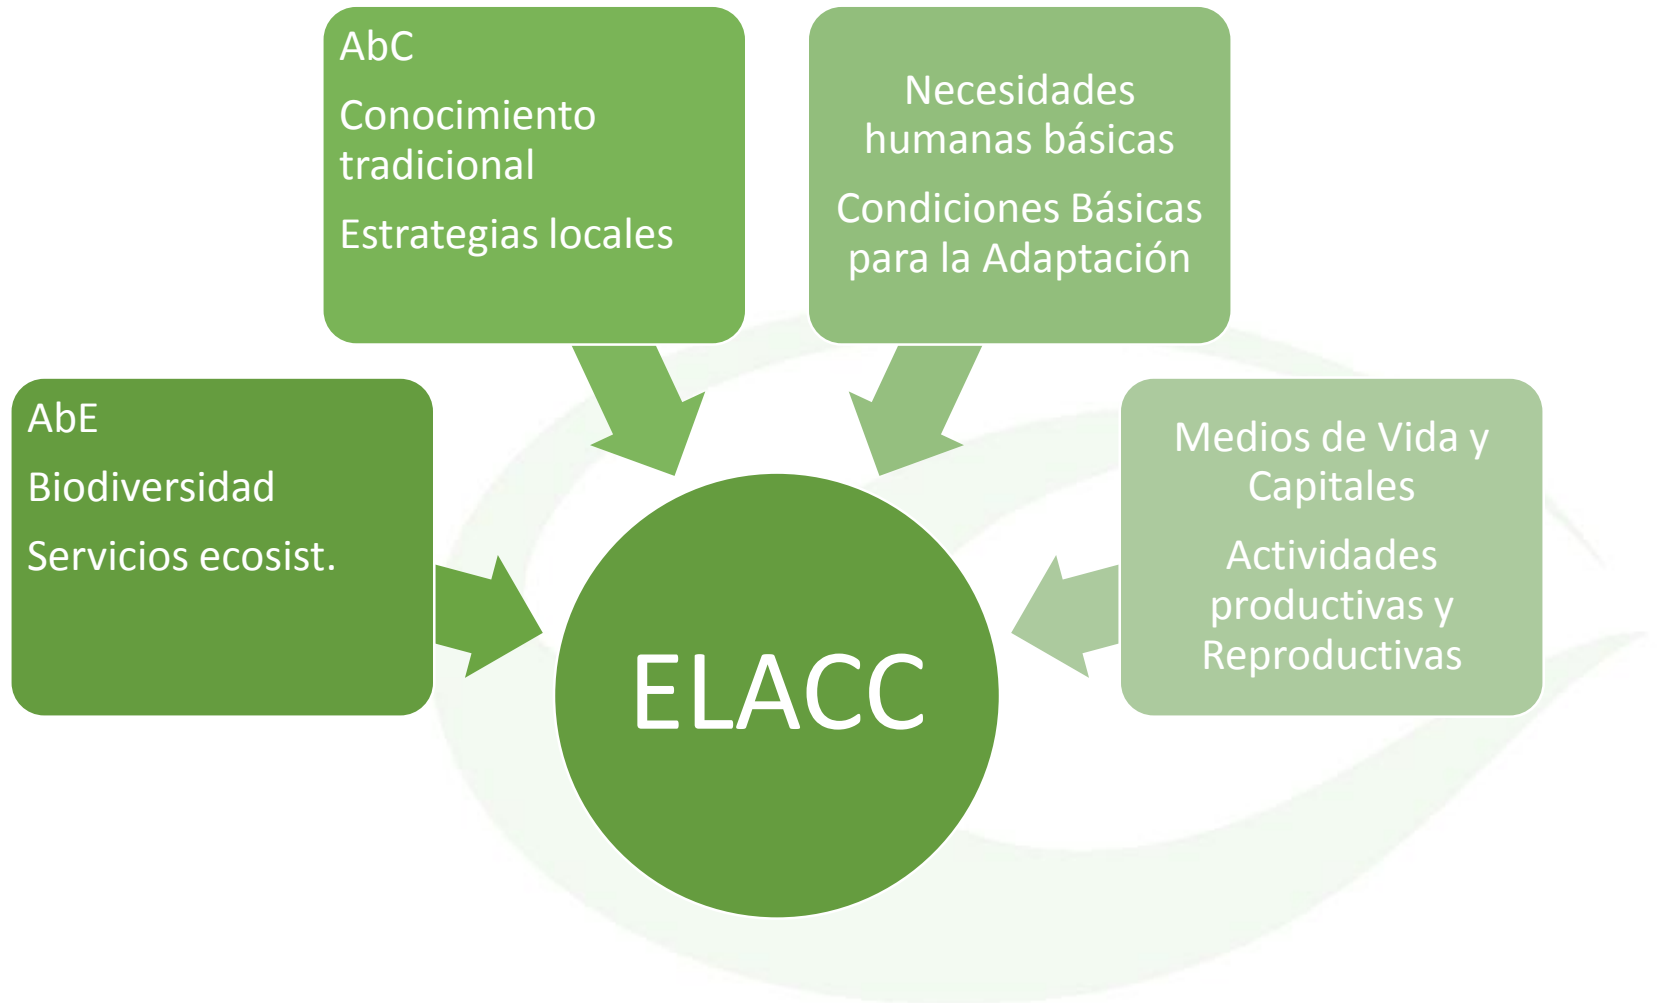 AbC
Conocimiento
tradicional
Estrategias locales
Necesidades
humanas básicas
Condiciones Básicas
para la Adaptación
AbE
Biodiversidad
Servicios ecosist.
Medios de Vida y
Capitales
Actividades
productivas y
Reproductivas
ELACC